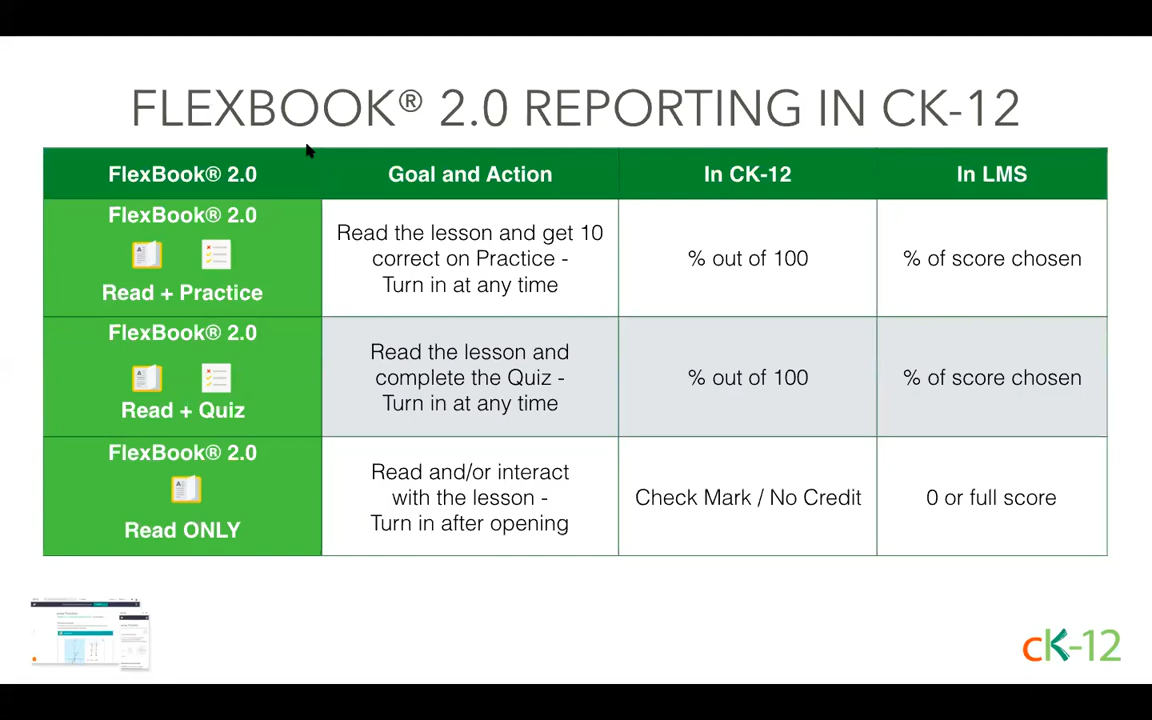 FLEXBOOK® 2.0 REPORTING IN CK-12
FlexBook® 2.0
Goal and Action
In CK-12
In LMS
FlexBook® 2.0
Read + Practice
Read the lesson and get 10
correct on Practice -
Turn in at any time
% out of 100
% of score chosen
FlexBook® 2.0
Read + Quiz
Read the lesson and
complete the Quiz -
Turn in at any time
% out of 100
% of score chosen
FlexBook® 2.0
Read ONLY
Read and/or interact
with the lesson -
Turn in after opening
Check Mark / No Credit
0 or full score
cK-12